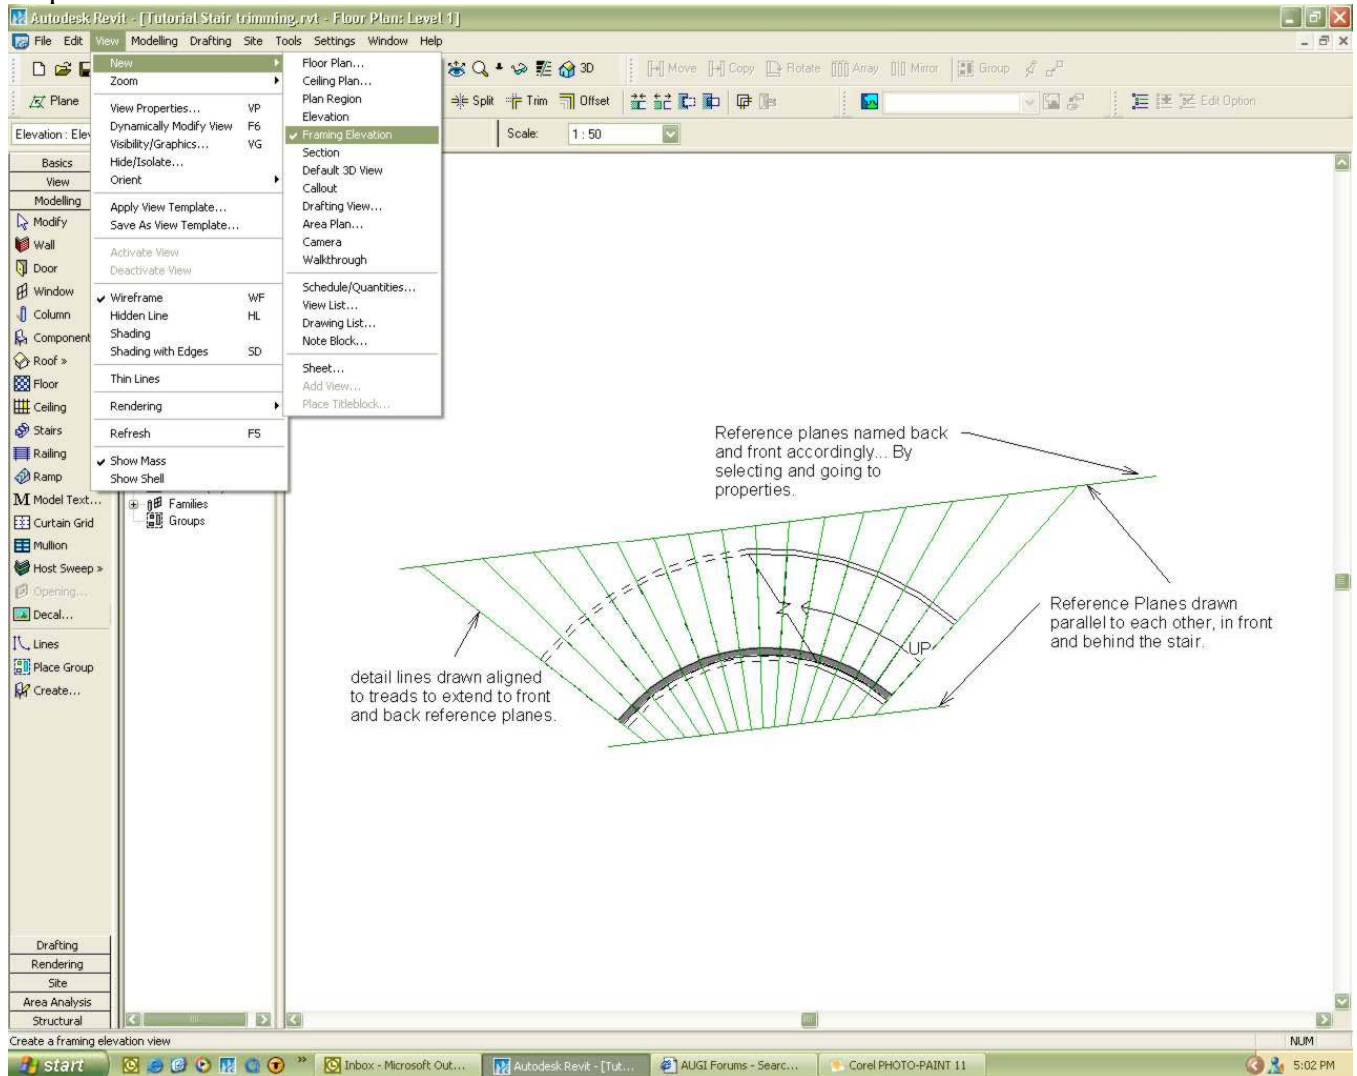 Autodesk Revit - [Tutorial Stair trimming.rvt - Floor Plan: Level 1]
File Edit View Modelling Drafting Site Tools Settings Window Help
3D Move Copy Rotate Array Mirror Group
Plane Split Trim Offset Edit Option
Elevation : Elev Scale: 1 : 50
Basics
View
Modelling
Modify
Wall
Door
Window
Column
Component
Roof »
Floor
Ceiling
Stairs
Railing
Ramp
Model Text...
Curtain Grid
Mullion
Host Sweep »
Opening...
Decal...
Lines
Place Group
Create...
Drafting
Rendering
Site
Area Analysis
Structural
New
Zoom
View Properties... VP
Dynamically Modify View F6
Visibility/Graphics... VG
Hide/Isolate...
Orient
Apply View Template...
Save As View Template...
Activate View
Deactivate View
Wireframe WF
Hidden Line HL
Shading
Shading with Edges SD
Thin Lines
Rendering
Refresh F5
Show Mass
Show Shell
Floor Plan...
Ceiling Plan...
Plan Region
Elevation
Framing Elevation
Section
Default 3D View
Callout
Drafting View...
Area Plan...
Camera
Walkthrough
Schedule/Quantities...
View List...
Drawing List...
Note Block...
Sheet...
Add View...
Place Titleblock...
Families
Groups
Reference planes named back
and front accordingly... By
selecting and going to
properties.
Reference Planes drawn
parallel to each other, in front
and behind the stair.
UP
detail lines drawn aligned
to treads to extend to front
and back reference planes.
Create a framing elevation view NUM
start Inbox - Microsoft Out... Autodesk Revit - [Tut... AUGI Forums - Searc... Corel PHOTO-PAINT 11 5:02 PM